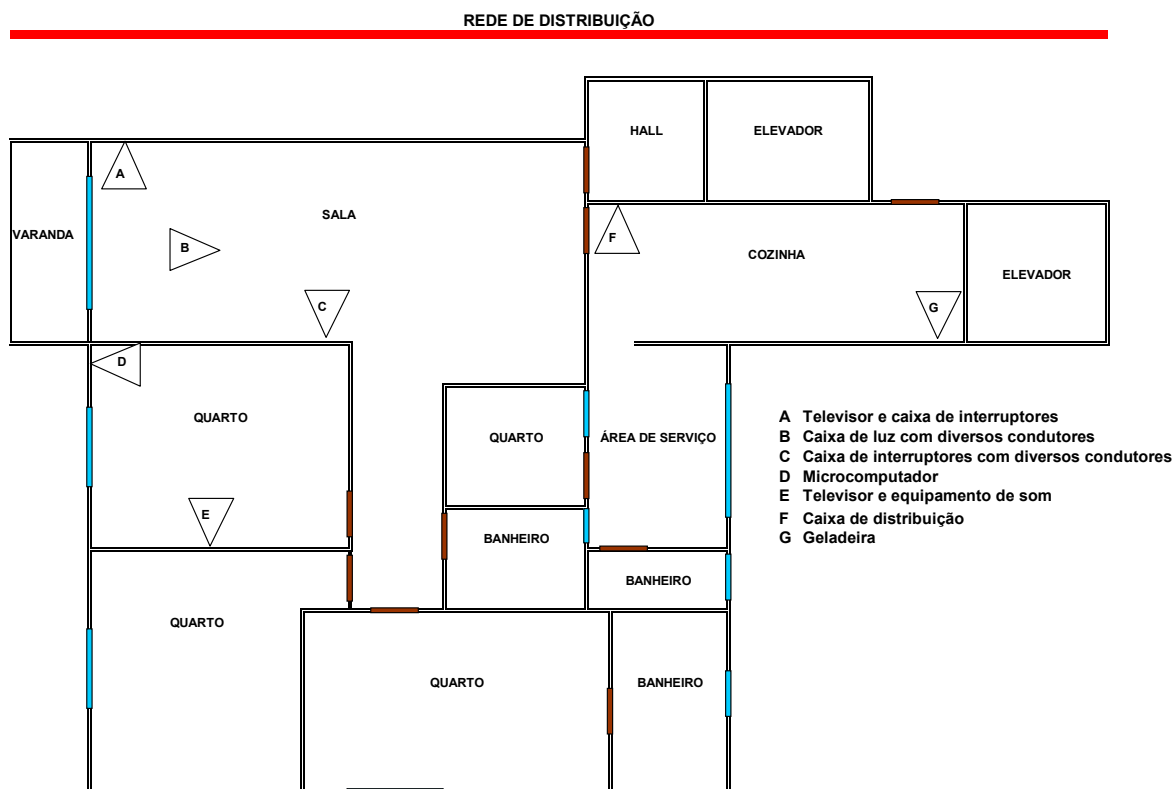 REDE DE DISTRIBUIÇÃO
HALL
ELEVADOR
A
SALA
VARANDA
B
F
COZINHA
ELEVADOR
C
G
D
QUARTO
QUARTO
ÁREA DE SERVIÇO
A Televisor e caixa de interruptores
B Caixa de luz com diversos condutores
C Caixa de interruptores com diversos condutores
D Microcomputador
E Televisor e equipamento de som
F Caixa de distribuição
G Geladeira
E
BANHEIRO
BANHEIRO
QUARTO
QUARTO
BANHEIRO